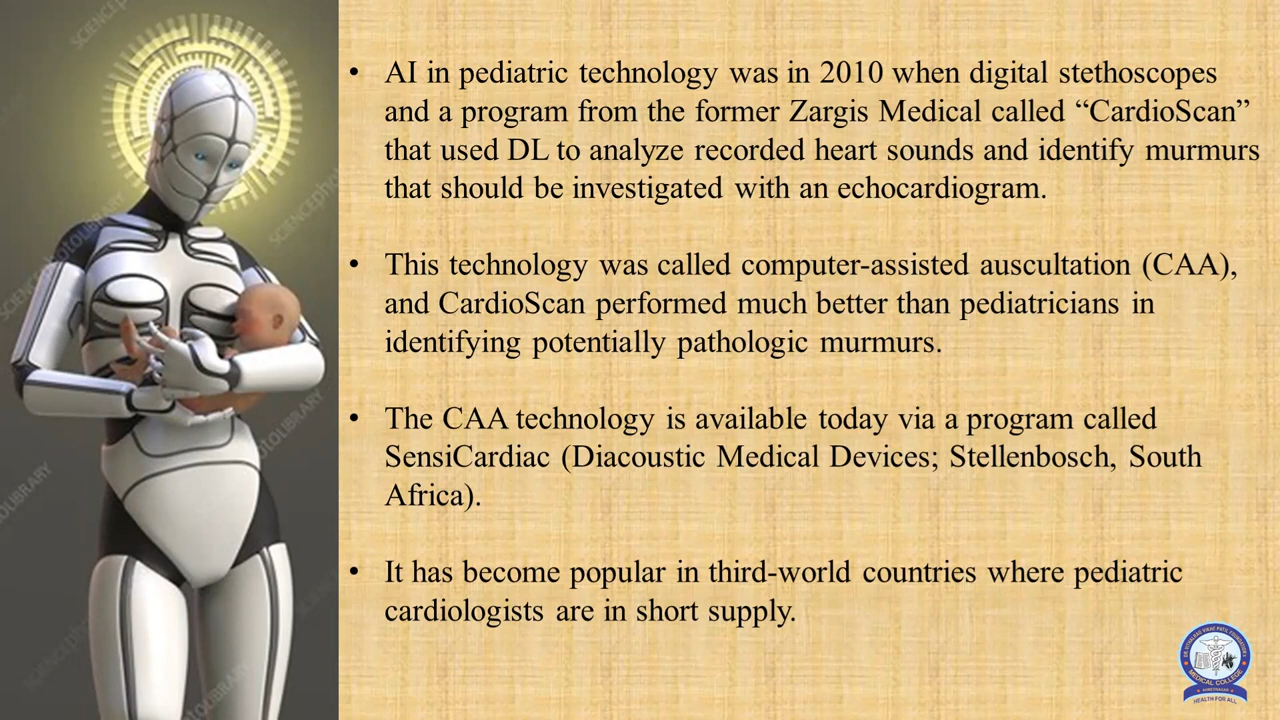 • AI in pediatric technology was in 2010 when digital stethoscopes
and a program from the former Zargis Medical called “CardioScan”
that used DL to analyze recorded heart sounds and identify murmurs
that should be investigated with an echocardiogram.
• This technology was called computer-assisted auscultation (CAA),
and CardioScan performed much better than pediatricians in
identifying potentially pathologic murmurs.
• The CAA technology is available today via a program called
SensiCardiac (Diacoustic Medical Devices; Stellenbosch, South
Africa).
• It has become popular in third-world countries where pediatric
cardiologists are in short supply.
MEDICAL COLLEGE
HEALTH FOR ALL